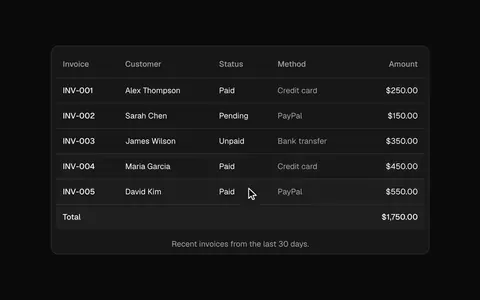 Invoice Customer Status Method Amount
INV-001 Alex Thompson Paid Credit card $250.00
INV-002 Sarah Chen Pending PayPal $150.00
INV-003 James Wilson Unpaid Bank transfer $350.00
INV-004 Maria Garcia Paid Credit card $450.00
INV-005 David Kim Paid PayPal $550.00
Total $1,750.00
Recent invoices from the last 30 days.